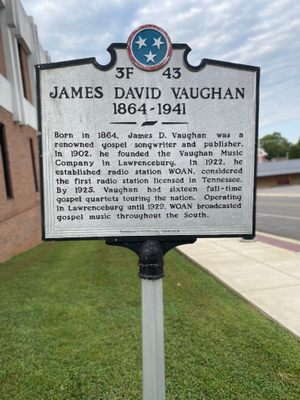 3F 43
JAMES DAVID VAUGHAN
1864-1941
Born in 1864, James D. Vaughan was a
renowned gospel songwriter and publisher.
In 1902, he founded the Vaughan Music
Company in Lawrenceburg. In 1922, he
established radio station WOAN, considered
the first radio station licensed in Tennessee.
By 1925, Vaughan had sixteen full-time
gospel quartets touring the nation. Operating
in Lawrenceburg until 1929, WOAN broadcasted
gospel music throughout the South.